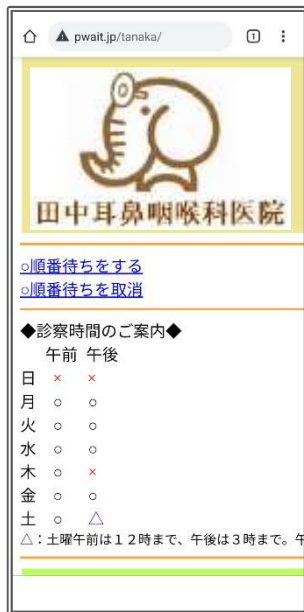 pwait.jp/tanaka/
1
田中耳鼻咽喉科医院
○順番待ちをする
○順番待ちを取消
◆診察時間のご案内◆
午前 午後
日 × ×
月 ○ ○
火 ○ ○
水 ○ ○
木 ○ ×
金 ○ ○
土 ○ △
△：土曜午前は１２時まで、午後は３時まで。午